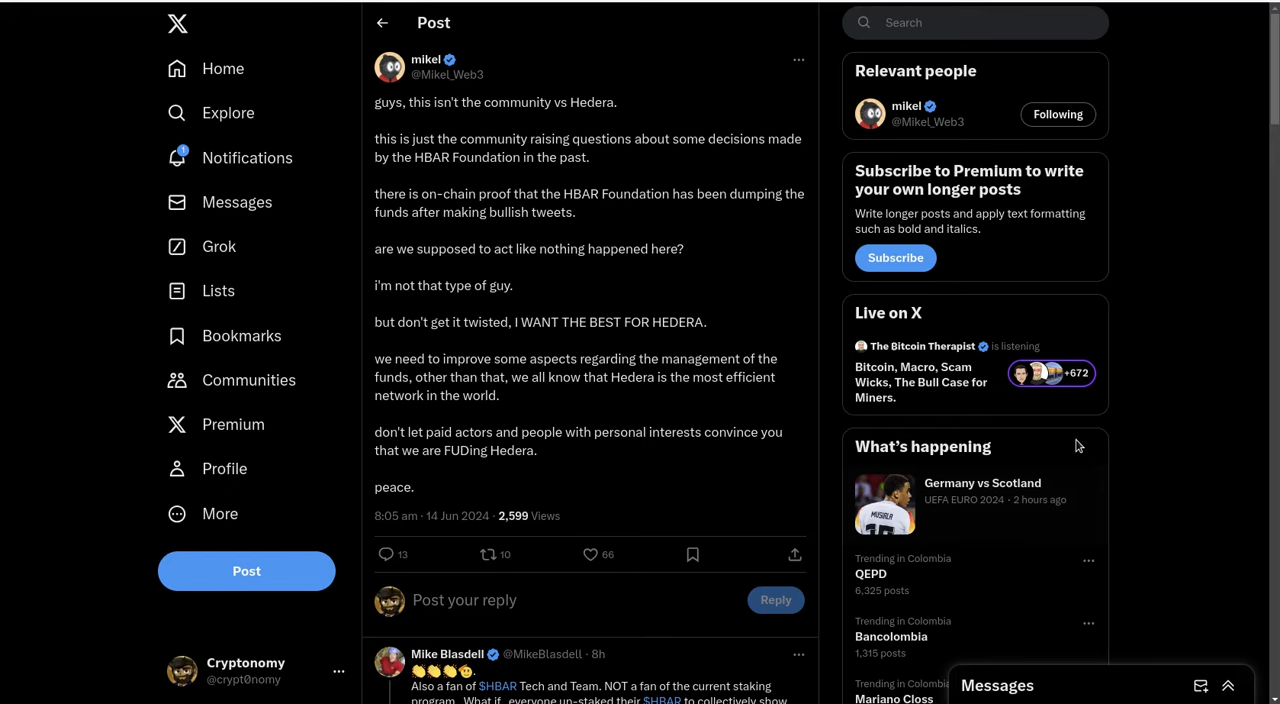 Home
Explore
1
Notifications
Messages
Grok
Lists
Bookmarks
Communities
Premium
Profile
More
Post
Cryptonomy
@crypt0nomy
Post
mikel
@Mikel_Web3
guys, this isn't the community vs Hedera.
this is just the community raising questions about some decisions made
by the HBAR Foundation in the past.
there is on-chain proof that the HBAR Foundation has been dumping the
funds after making bullish tweets.
are we supposed to act like nothing happened here?
i'm not that type of guy.
but don't get it twisted, I WANT THE BEST FOR HEDERA.
we need to improve some aspects regarding the management of the
funds, other than that, we all know that Hedera is the most efficient
network in the world.
don't let paid actors and people with personal interests convince you
that we are FUDing Hedera.
peace.
8:05 am · 14 Jun 2024 · 2,599 Views
13 10 66
Post your reply
Reply
Mike Blasdell @MikeBlasdell · 8h
Also a fan of $HBAR Tech and Team. NOT a fan of the current staking
program. What if, everyone un-staked their $HBAR to collectively show
Search
Relevant people
mikel
@Mikel_Web3
Following
Subscribe to Premium to write
your own longer posts
Write longer posts and apply text formatting
such as bold and italics.
Subscribe
Live on X
The Bitcoin Therapist is listening
Bitcoin, Macro, Scam
Wicks, The Bull Case for
Miners.
+672
What's happening
Germany vs Scotland
UEFA EURO 2024 · 2 hours ago
MUSIALA
Trending in Colombia
QEPD
6,325 posts
Trending in Colombia
Bancolombia
1,315 posts
Trending in Colombia
Mariano Closs
Messages